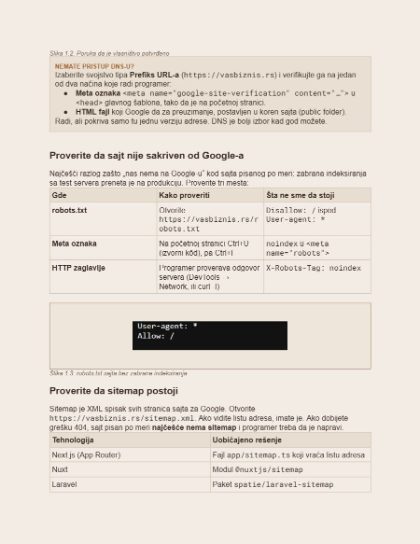 Slika 1.2. Poruka da je vlasništvo potvrđeno
NEMATE PRISTUP DNS-U?
Izaberite svojstvo tipa Prefiks URL-a (https://vasbiznis.rs) i verifikujte ga na jedan
od dva načina koje radi programer:
● Meta oznaka <meta name="google-site-verification" content="…"> u
<head> glavnog šablona, tako da je na početnoj stranici.
● HTML fajl koji Google da za preuzimanje, postavljen u koren sajta (public folder).
Radi, ali pokriva samo tu jednu verziju adrese. DNS je bolji izbor kad god možete.
Proverite da sajt nije sakriven od Google-a
Najčešći razlog zašto „nas nema na Google-u" kod sajta pisanog po meri: zabrana indeksiranja
sa test servera preneta je na produkciju. Proverite tri mesta:
Gde Kako proveriti Šta ne sme da stoji
robots.txt Otvorite https://vasbiznis.rs/robots.txt Disallow: / ispod User-agent: *
Meta oznaka Na početnoj stranici Ctrl+U (izvorni kôd), pa Ctrl+F noindex u <meta name="robots">
HTTP zaglavlje Programer proverava odgovor servera (DevTools → Network, ili curl -I) X-Robots-Tag: noindex
User-agent: *
Allow: /
Slika 1.3. robots.txt sajta bez zabrane indeksiranja
Proverite da sitemap postoji
Sitemap je XML spisak svih stranica sajta za Google. Otvorite
https://vasbiznis.rs/sitemap.xml. Ako vidite listu adresa, imate je. Ako dobijete
grešku 404, sajt pisan po meri najčešće nema sitemap i programer treba da je napravi.
Tehnologija Uobičajeno rešenje
Next.js (App Router) Fajl app/sitemap.ts koji vraća listu adresa
Nuxt Modul @nuxtjs/sitemap
Laravel Paket spatie/laravel-sitemap